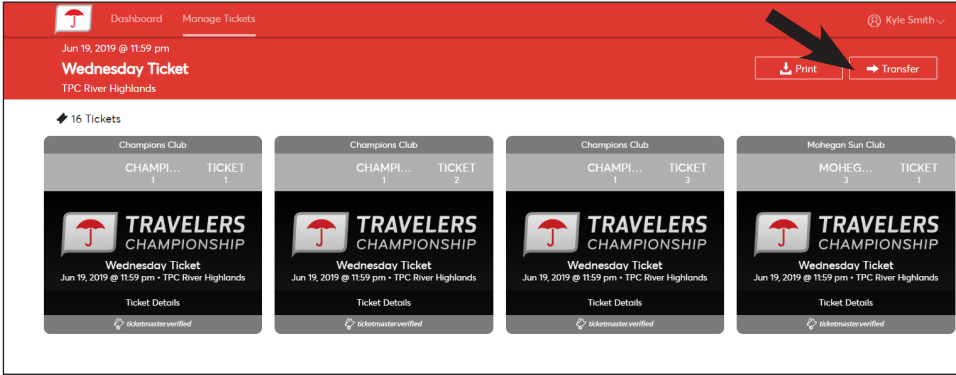 Dashboard Manage Tickets Kyle Smith
Jun 19, 2019 @ 11:59 pm
Wednesday Ticket
TPC River Highlands
Print Transfer
16 Tickets
Champions Club Champions Club Champions Club Mohegan Sun Club
CHAMPI... TICKET CHAMPI... TICKET CHAMPI... TICKET MOHEG... TICKET
1 1 1 2 1 3 3 1
TRAVELERS TRAVELERS TRAVELERS TRAVELERS
CHAMPIONSHIP CHAMPIONSHIP CHAMPIONSHIP CHAMPIONSHIP
Wednesday Ticket Wednesday Ticket Wednesday Ticket Wednesday Ticket
Jun 19, 2019 @ 11:59 pm • TPC River Highlands Jun 19, 2019 @ 11:59 pm • TPC River Highlands Jun 19, 2019 @ 11:59 pm • TPC River Highlands Jun 19, 2019 @ 11:59 pm • TPC River Highlands
Ticket Details Ticket Details Ticket Details Ticket Details
ticketmaster.verified ticketmaster.verified ticketmaster.verified ticketmaster.verified